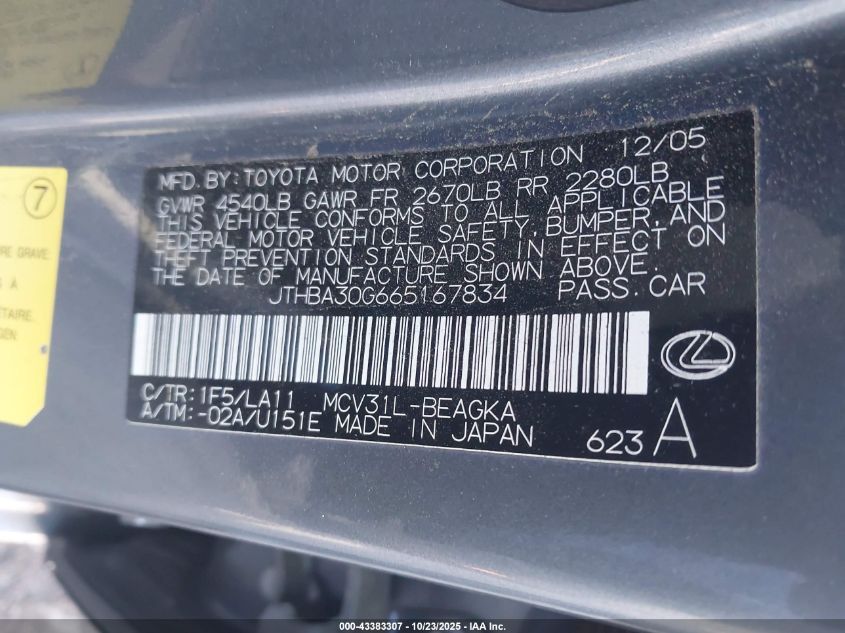 MFD. BY: TOYOTA MOTOR CORPORATION 12/05
GVWR 4540LB GAWR FR 2670LB RR 2280LB
THIS VEHICLE CONFORMS TO ALL APPLICABLE
FEDERAL MOTOR VEHICLE SAFETY, BUMPER, AND
THEFT PREVENTION STANDARDS IN EFFECT ON
THE DATE OF MANUFACTURE SHOWN ABOVE.
JTHBA30G665167834 PASS. CAR
C/TR: 1F5/LA11 MCV31L-BEAGKA
A/TM: -02A/U151E MADE IN JAPAN 623 A
7
GRAVE.
A
000-43383307 - 10/23/2025 - IAA Inc.